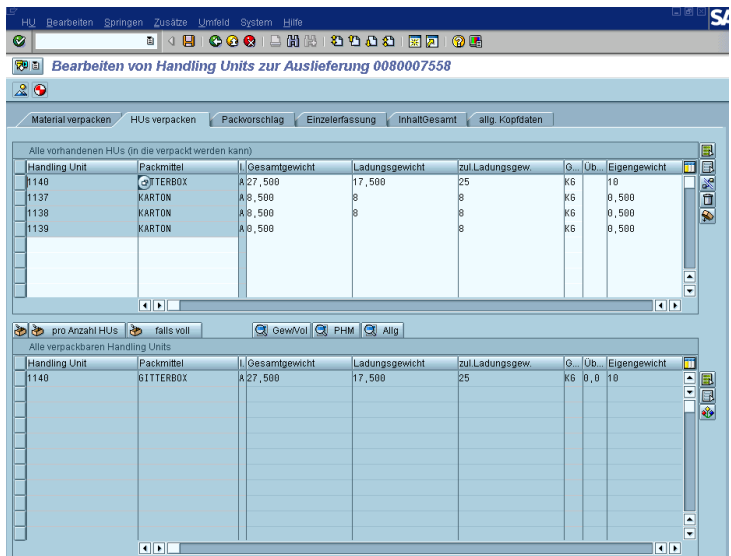 HU Bearbeiten Springen Zusätze Umfeld System Hilfe
SA
Bearbeiten von Handling Units zur Auslieferung 0080007558
Material verpacken HUs verpacken Packvorschlag Einzelerfassung InhaltGesamt allg. Kopfdaten
Alle vorhandenen HUs (in die verpackt werden kann)
Handling Unit Packmittel I. Gesamtgewicht Ladungsgewicht zul.Ladungsgew. G... Üb... Eigengewicht
1140 TTERBOX A 27,500 17,500 25 KG 10
1137 KARTON A 8,500 8 8 KG 0,500
1138 KARTON A 8,500 8 8 KG 0,500
1139 KARTON A 0,500 8 KG 0,500
pro Anzahl HUs falls voll Gew/Vol PHM Allg
Alle verpackbaren Handling Units
Handling Unit Packmittel I. Gesamtgewicht Ladungsgewicht zul.Ladungsgew. G... Üb... Eigengewicht
1140 GITTERBOX A 27,500 17,500 25 KG 0,0 10